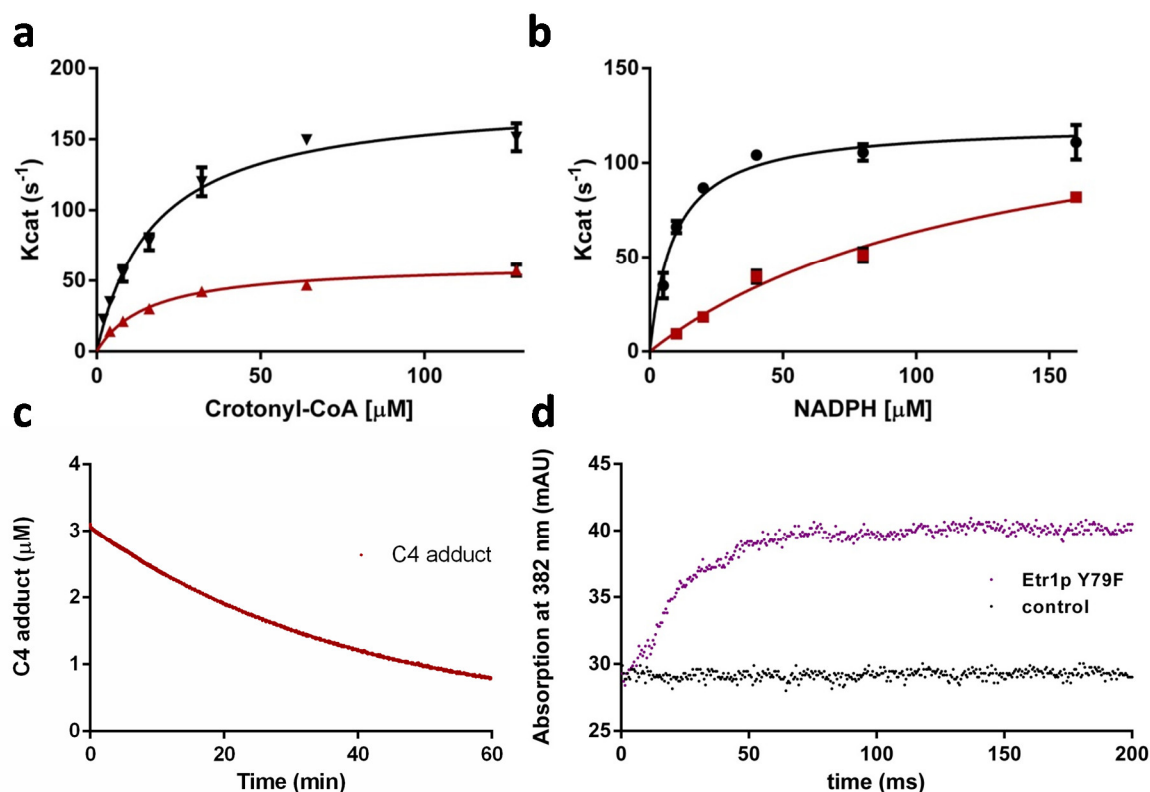 a
200
150
100
50
0
Kcat (s⁻¹)
0 50 100
Crotonyl-CoA [µM]
b
150
100
50
0
Kcat (s⁻¹)
0 50 100 150
NADPH [µM]
c
4
3
2
1
0
C4 adduct (µM)
C4 adduct
0 20 40 60
Time (min)
d
45
40
35
30
25
Absorption at 382 nm (mAU)
Etr1p Y79F
control
0 50 100 150 200
time (ms)